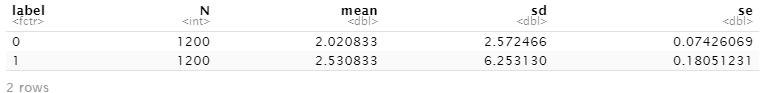 label N mean sd se
<fctr> <int> <dbl> <dbl> <dbl>
0 1200 2.020833 2.572466 0.07426069
1 1200 2.530833 6.253130 0.18051231
2 rows